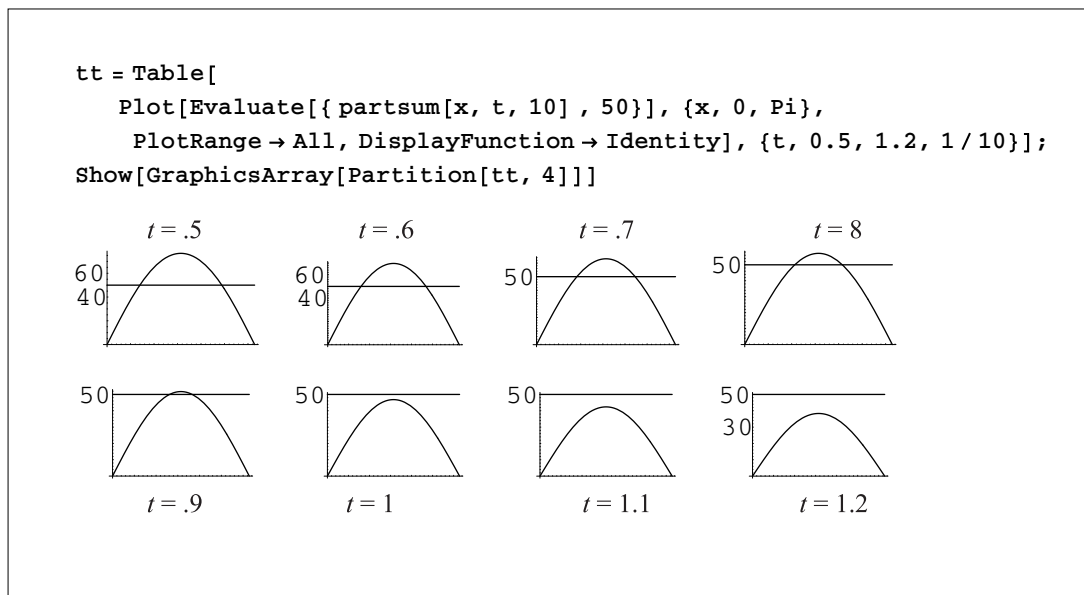 tt = Table[
Plot[Evaluate[{ partsum[x, t, 10] , 50}], {x, 0, Pi},
PlotRange → All, DisplayFunction → Identity], {t, 0.5, 1.2, 1 / 10}];
Show[GraphicsArray[Partition[tt, 4]]]
t = .5 t = .6 t = .7 t = 8
60 60 50 50
40 40
50 50 50 50
30
t = .9 t = 1 t = 1.1 t = 1.2